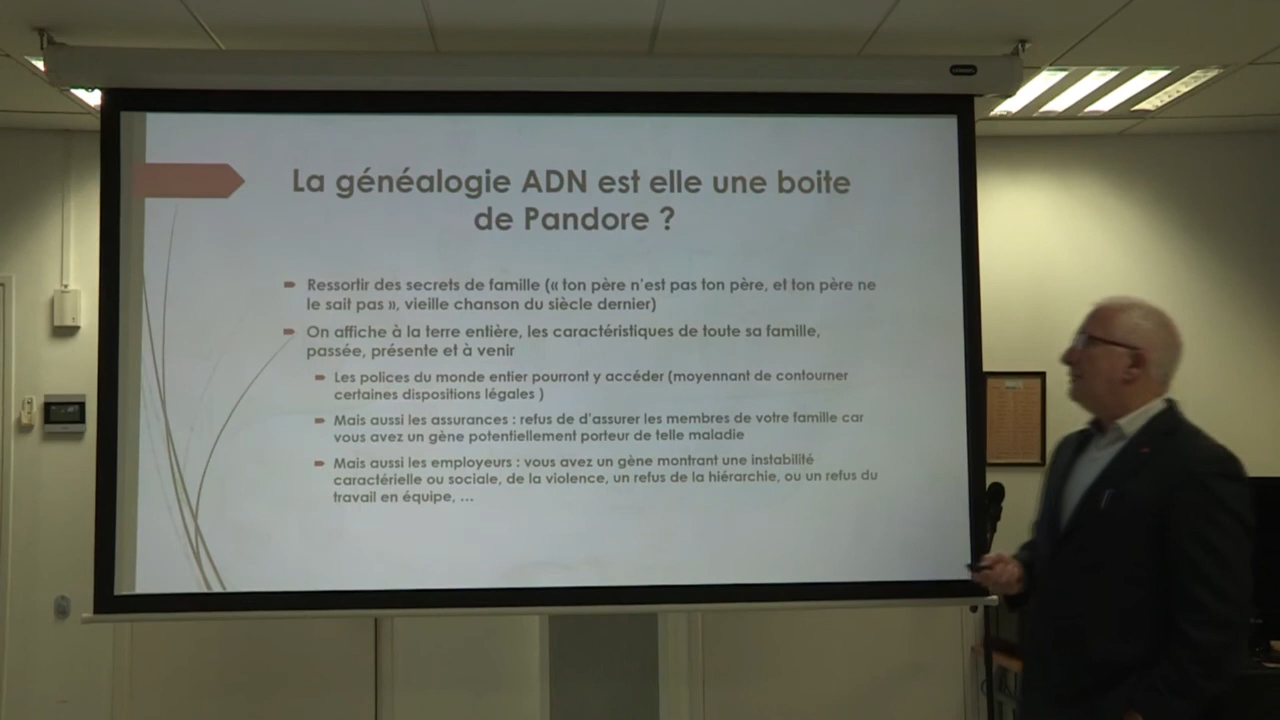 La généalogie ADN est elle une boite
de Pandore ?
Ressortir des secrets de famille (« ton père n'est pas ton père, et ton père ne
le sait pas », vieille chanson du siècle dernier)
On affiche à la terre entière, les caractéristiques de toute sa famille,
passée, présente et à venir
Les polices du monde entier pourront y accéder (moyennant de contourner
certaines dispositions légales )
Mais aussi les assurances : refus de d'assurer les membres de votre famille car
vous avez un gène potentiellement porteur de telle maladie
Mais aussi les employeurs : vous avez un gène montrant une instabilité
caractérielle ou sociale, de la violence, un refus de la hiérarchie, ou un refus du
travail en équipe, …